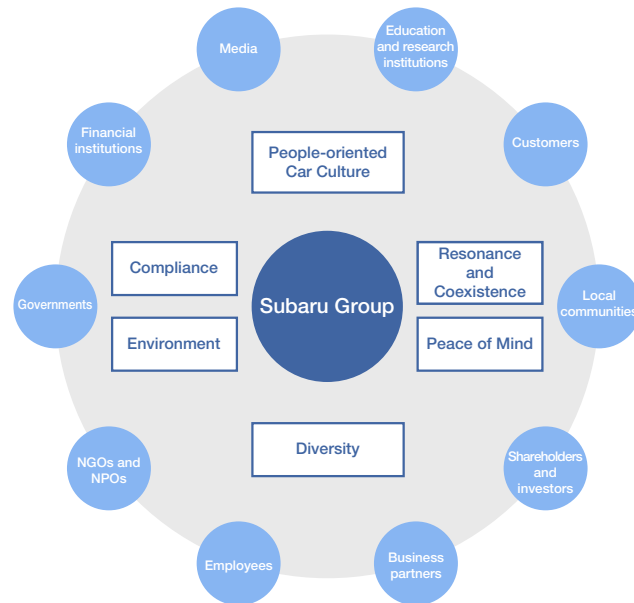 Education
and research
institutions
Media
Financial
institutions
Customers
People-oriented
Car Culture
Compliance
Resonance
and
Coexistence
Subaru Group
Governments
Local
communities
Environment
Peace of Mind
Diversity
NGOs and
NPOs
Shareholders
and
investors
Employees
Business
partners